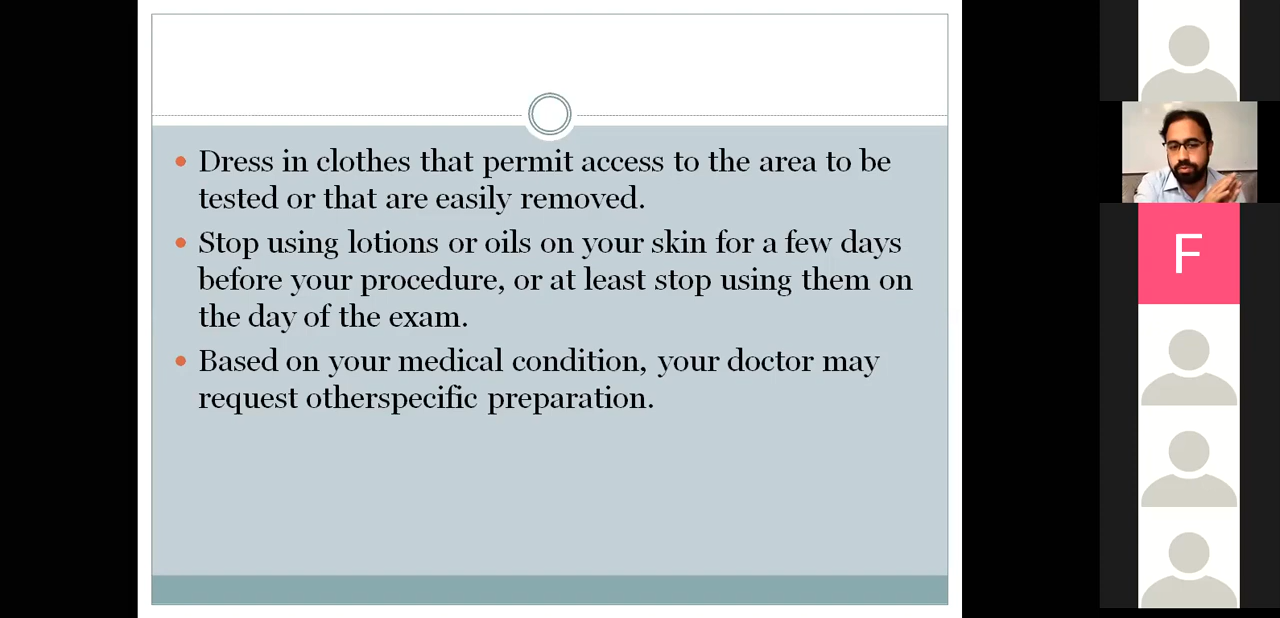 Dress in clothes that permit access to the area to be
tested or that are easily removed.
Stop using lotions or oils on your skin for a few days
before your procedure, or at least stop using them on
the day of the exam.
Based on your medical condition, your doctor may
request otherspecific preparation.
F